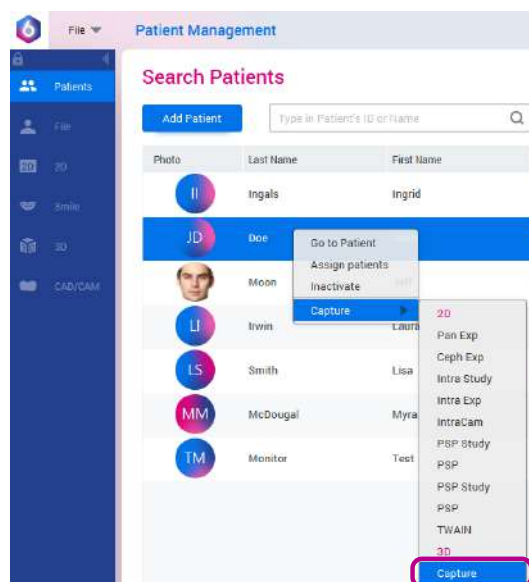 File
Patient Management
Patients
File
2D
Smile
3D
CAD/CAM
Search Patients
Add Patient
Type in Patient's ID or Name
Photo Last Name First Name
II Ingals Ingrid
JD Doe
Moon
LI Irwin Laura
LS Smith Lisa
MM McDougal Myra
TM Monitor Test
Go to Patient
Assign patients
Inactivate
Capture
2D
Pan Exp
Ceph Exp
Intra Study
Intra Exp
IntraCam
PSP Study
PSP
PSP Study
PSP
TWAIN
3D
Capture